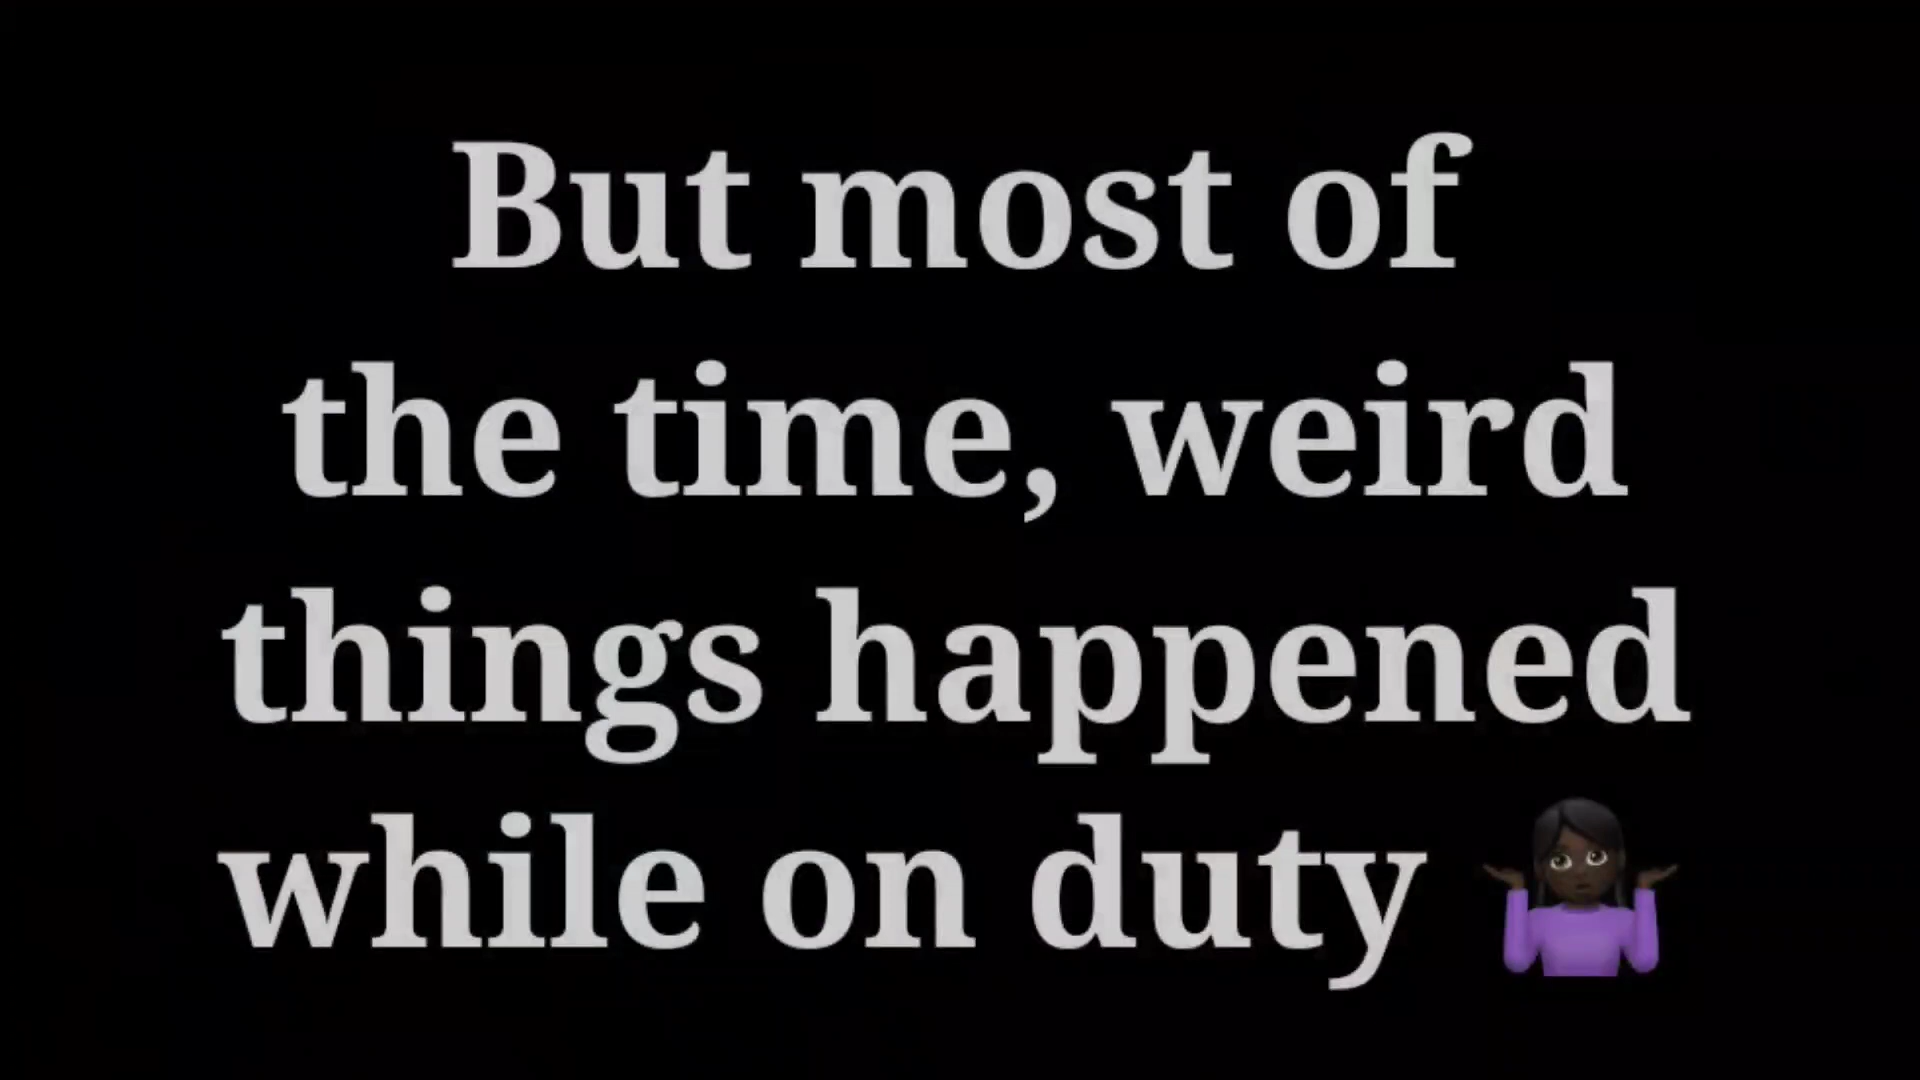 But most of
the time, weird
things happened
while on duty 🤷🏿‍♀️